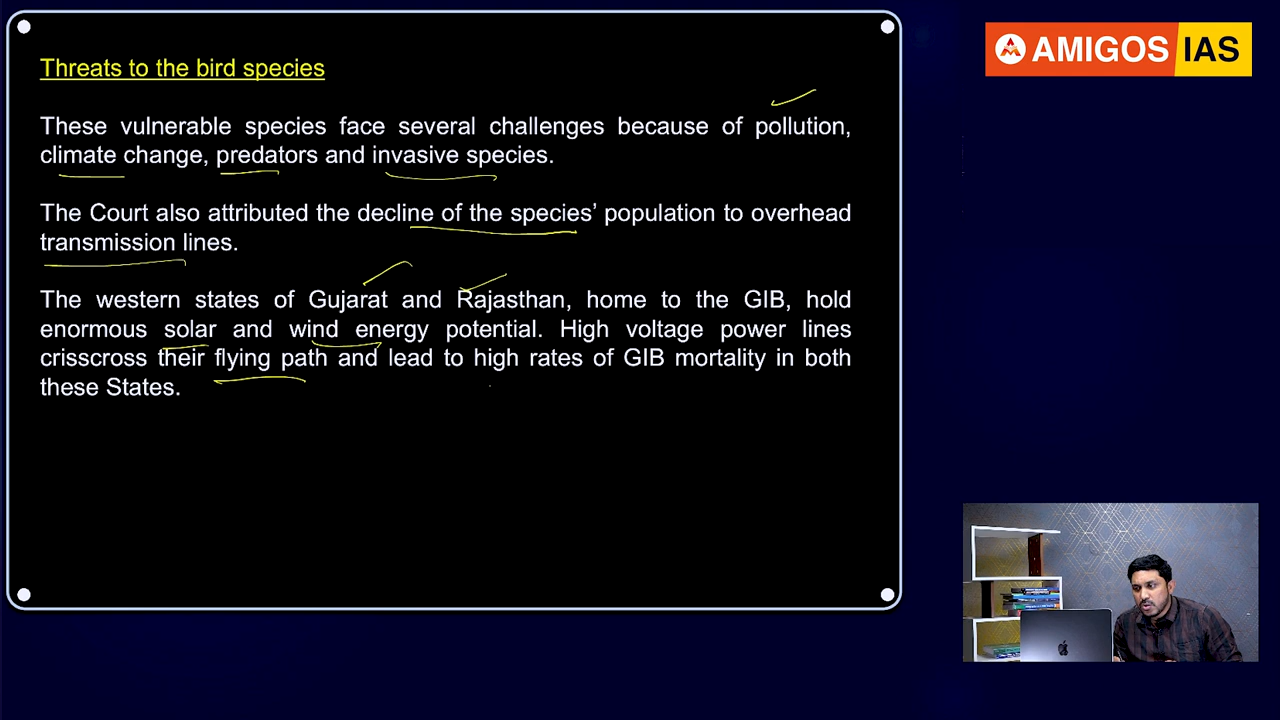 AMIGOS IAS
Threats to the bird species
These vulnerable species face several challenges because of pollution,
climate change, predators and invasive species.
The Court also attributed the decline of the species’ population to overhead
transmission lines.
The western states of Gujarat and Rajasthan, home to the GIB, hold
enormous solar and wind energy potential. High voltage power lines
crisscross their flying path and lead to high rates of GIB mortality in both
these States.